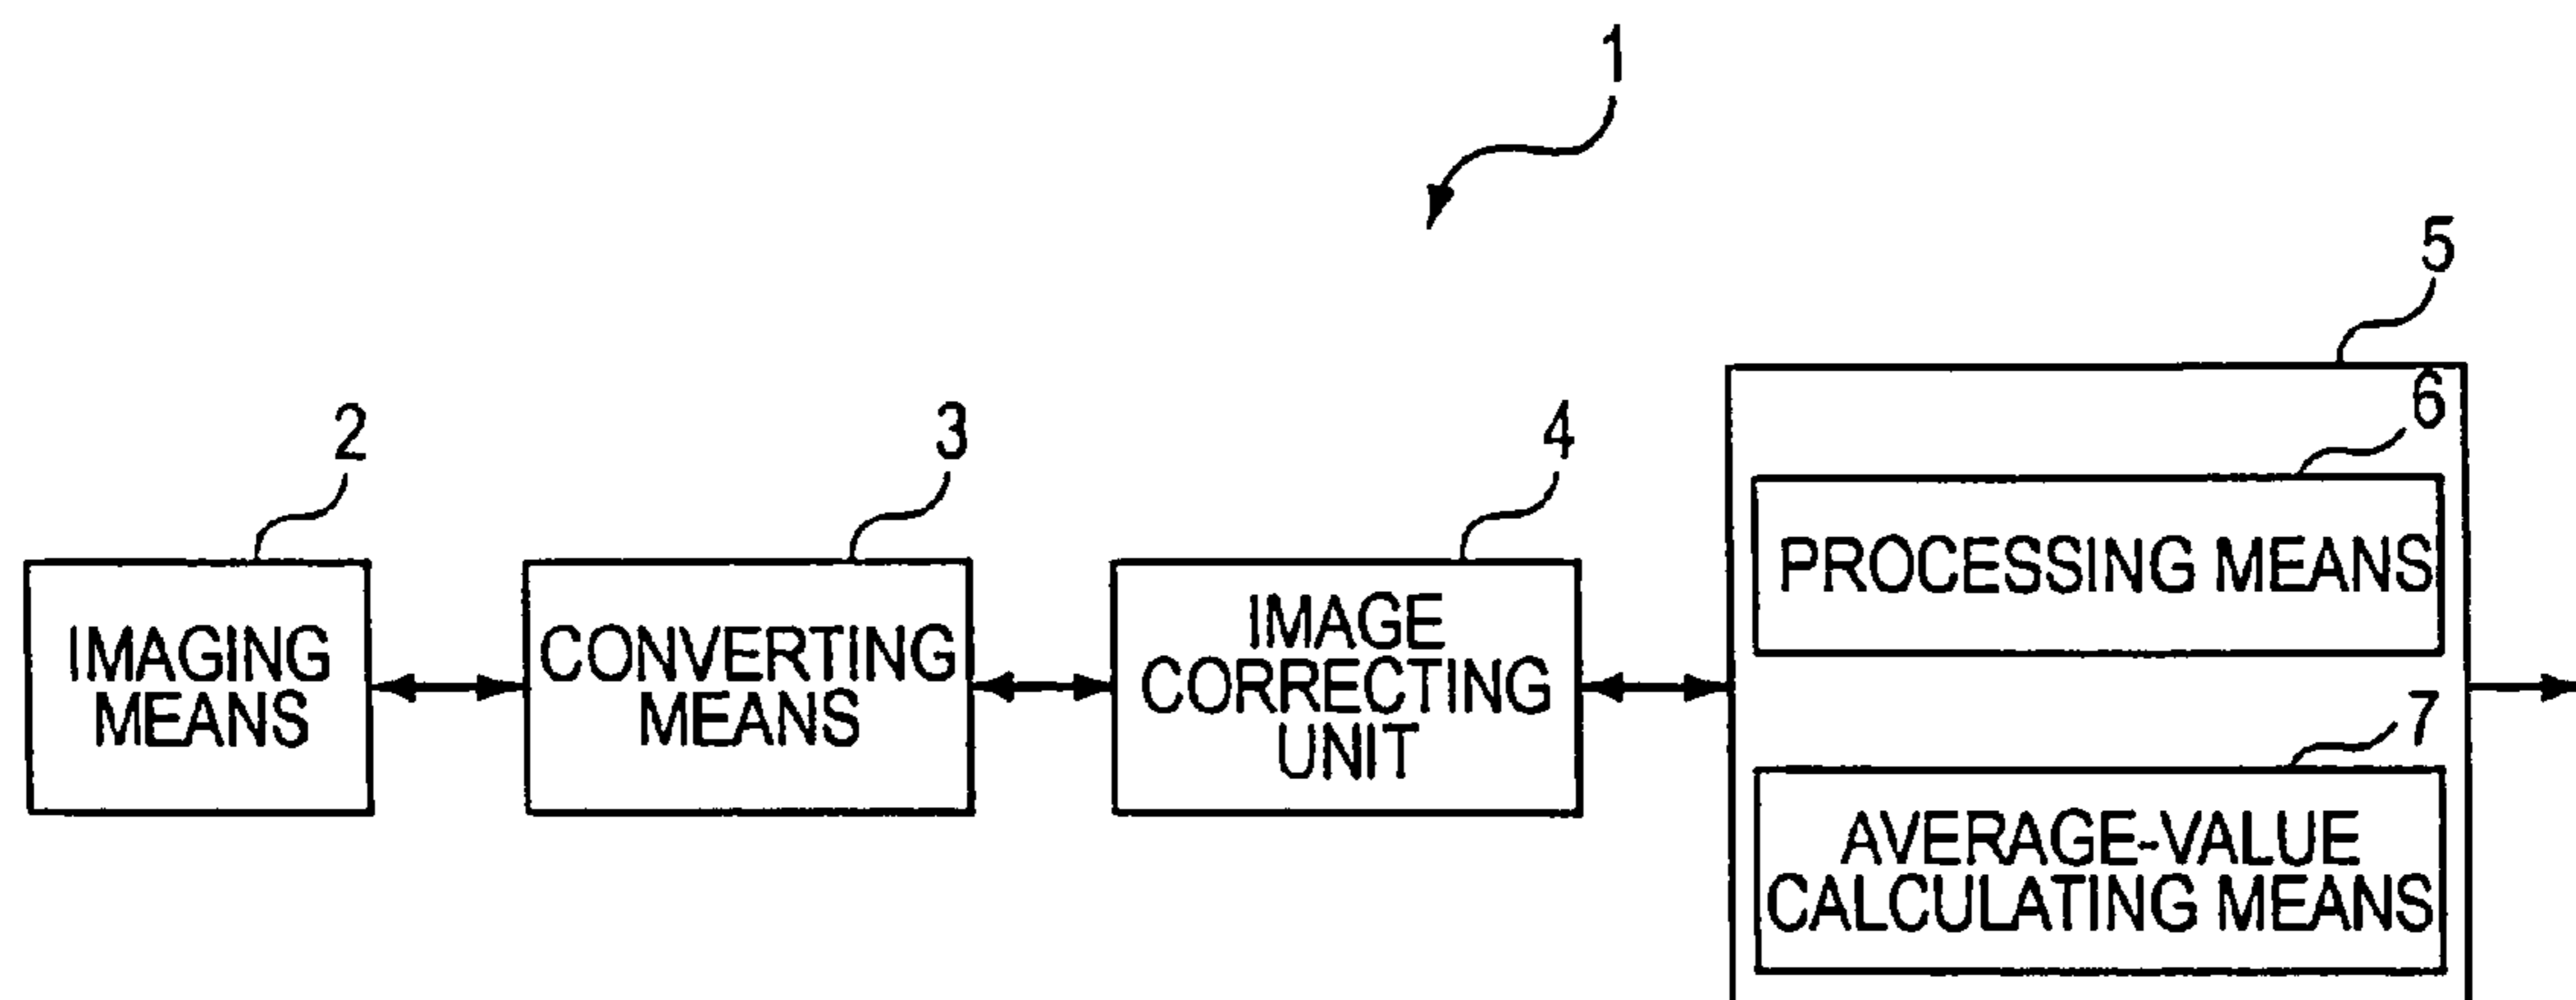 1
5
2
3
4
6
IMAGING
MEANS
CONVERTING
MEANS
IMAGE
CORRECTING
UNIT
PROCESSING MEANS
7
AVERAGE-VALUE
CALCULATING MEANS